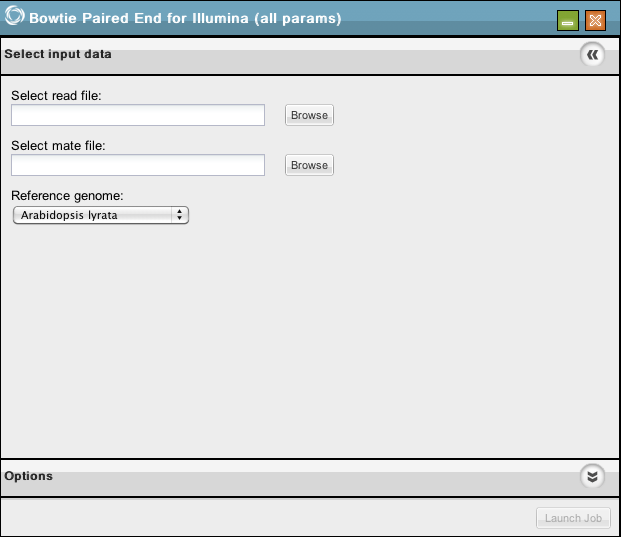 Bowtie Paired End for Illumina (all params)
Select input data
Select read file:
Browse
Select mate file:
Browse
Reference genome:
Arabidopsis lyrata
Options
Launch Job